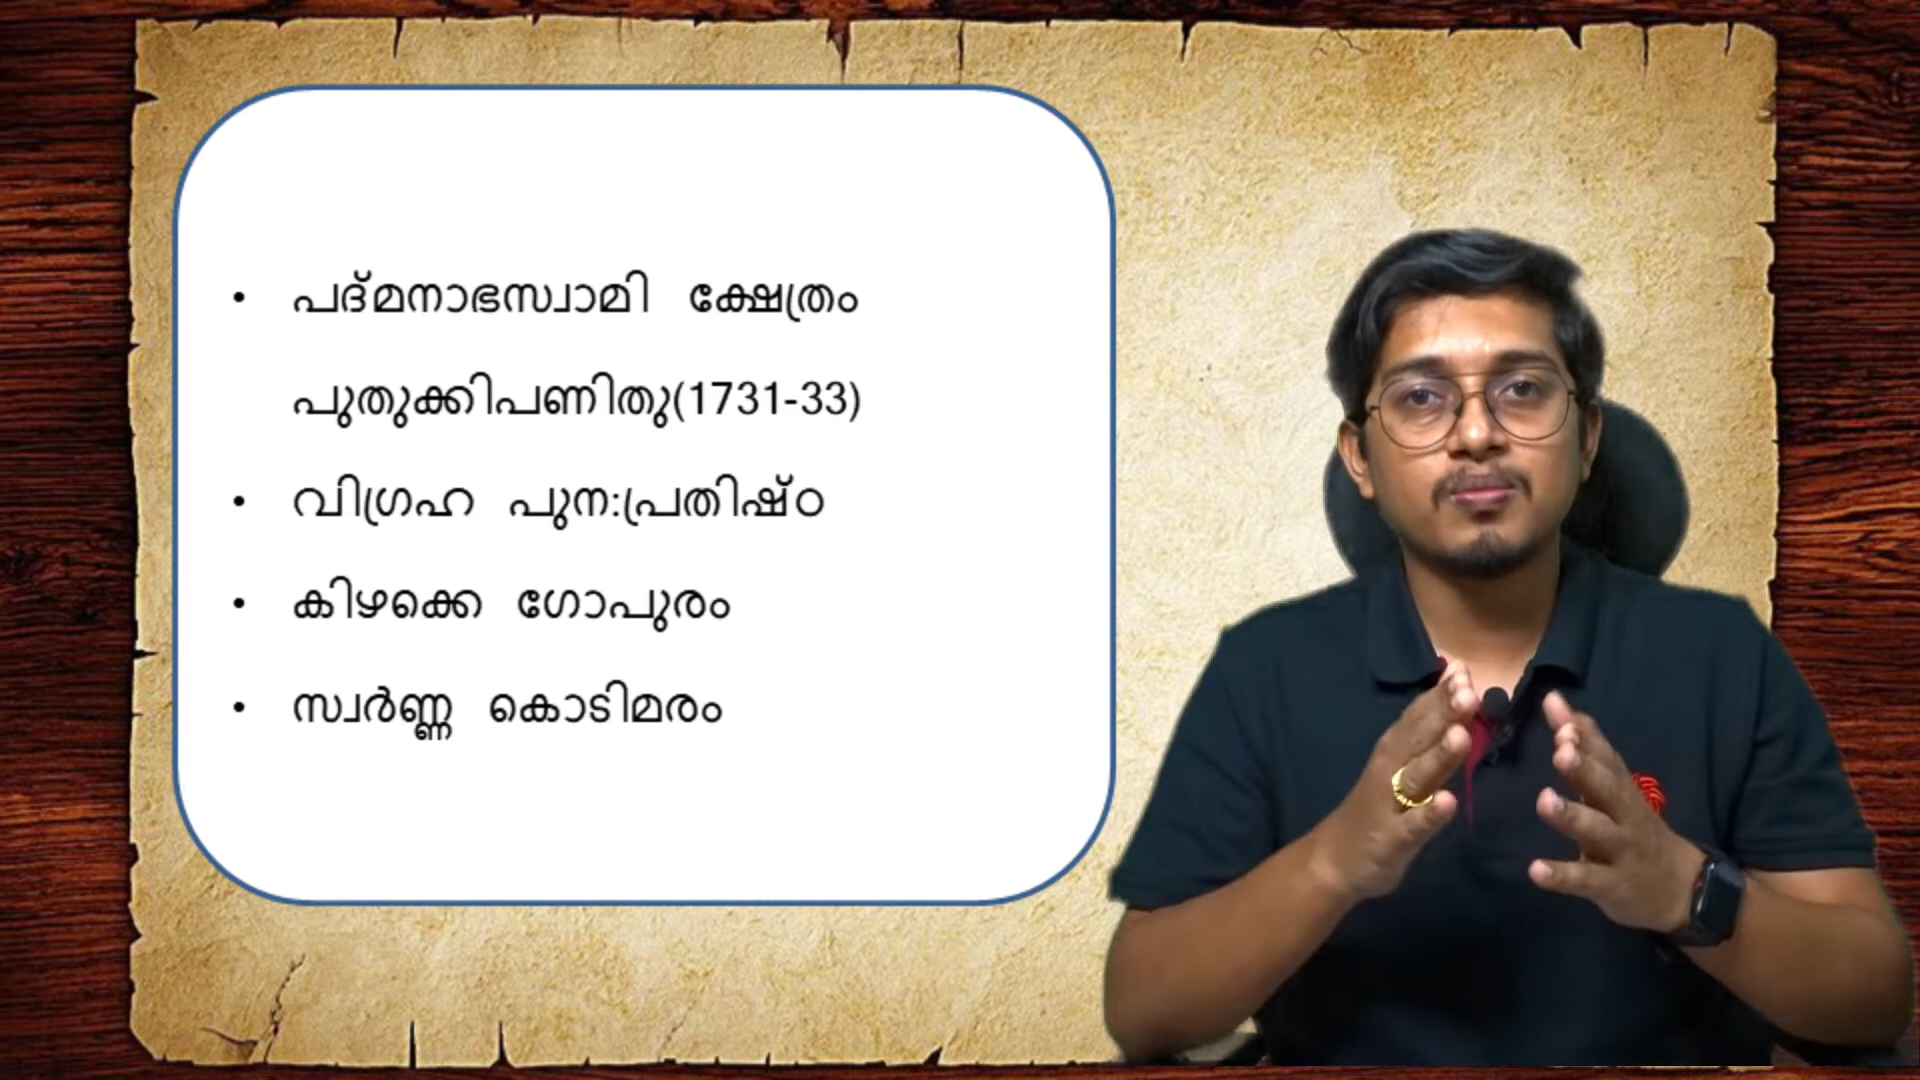 • പദ്മനാഭസ്വാമി ക്ഷേത്രം
പുതുക്കിപണിതു(1731-33)
• വിഗ്രഹ പുന:പ്രതിഷ്ഠ
• കിഴക്കെ ഗോപുരം
• സ്വർണ്ണ കൊടിമരം